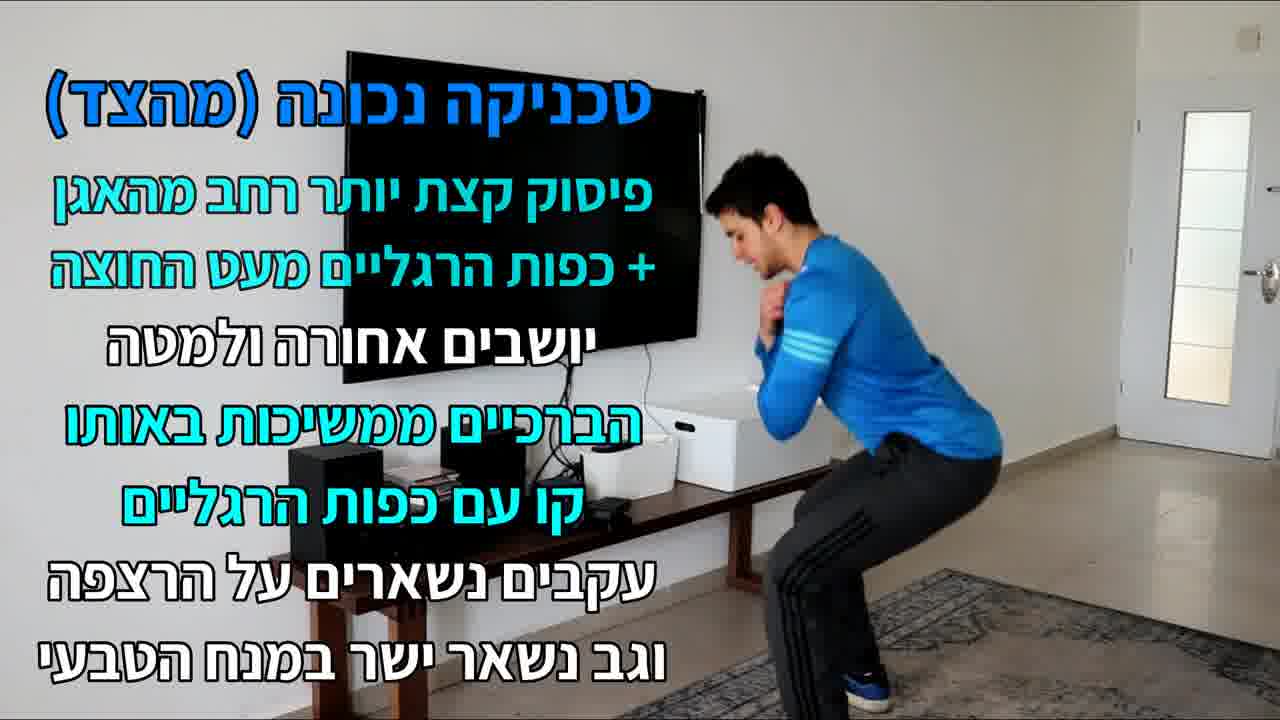 טכניקה נכונה (מהצד)
פיסוק קצת יותר רחב מהאגן
+ כפות הרגליים מעט החוצה
יושבים אחורה ולמטה
הברכיים ממשיכות באותו
קו עם כפות הרגליים
עקבים נשארים על הרצפה
וגב נשאר ישר במנח הטבעי